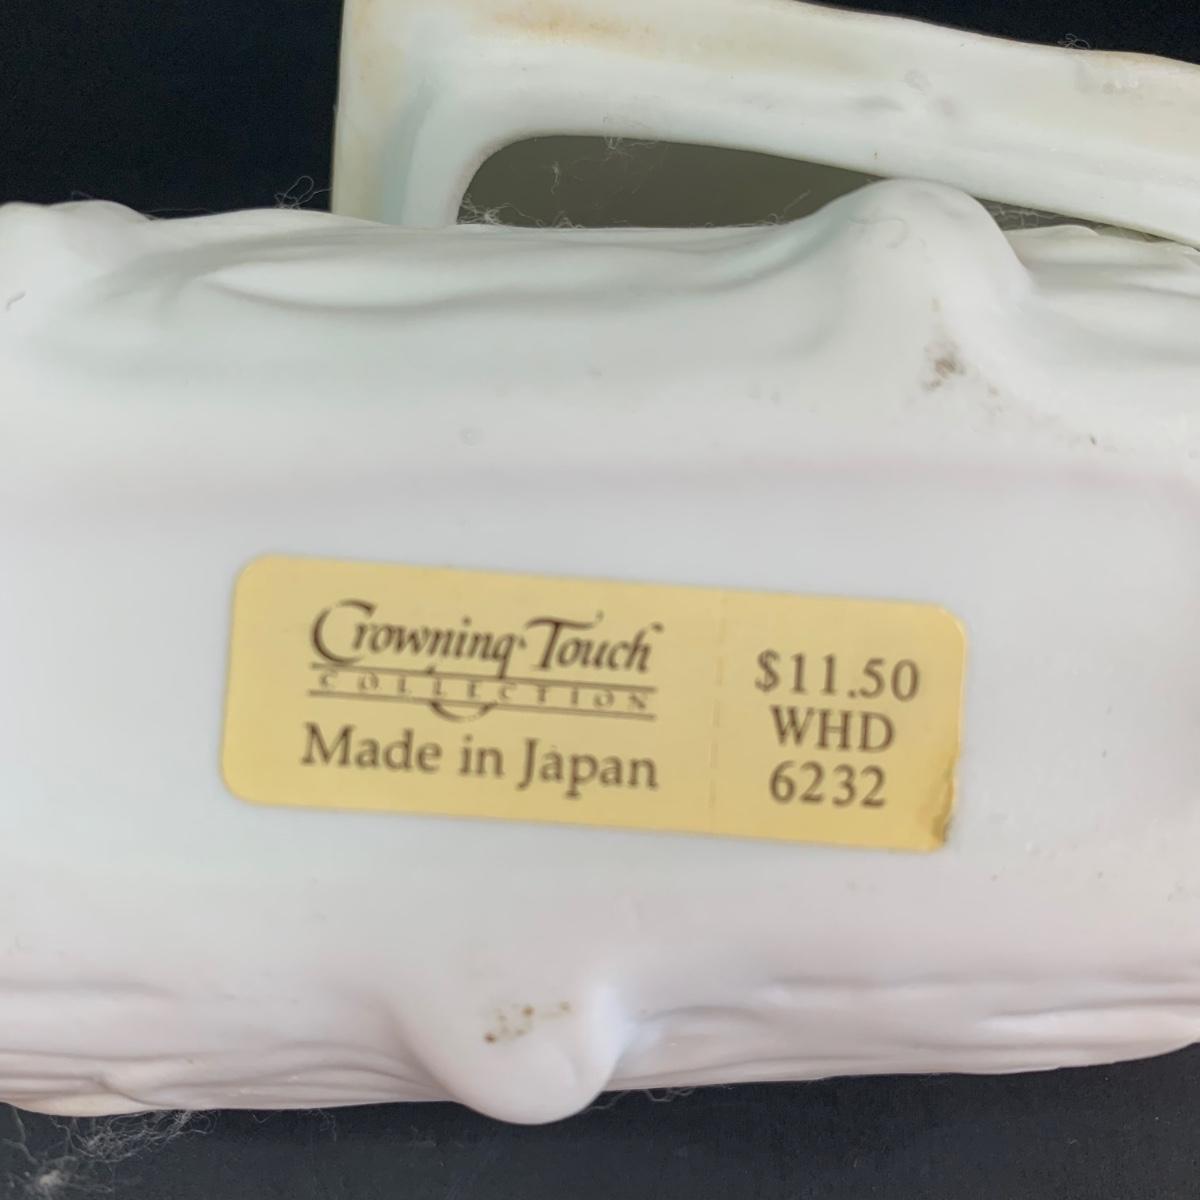 Crowning Touch
COLLECTION
Made in Japan
$11.50
WHD
6232